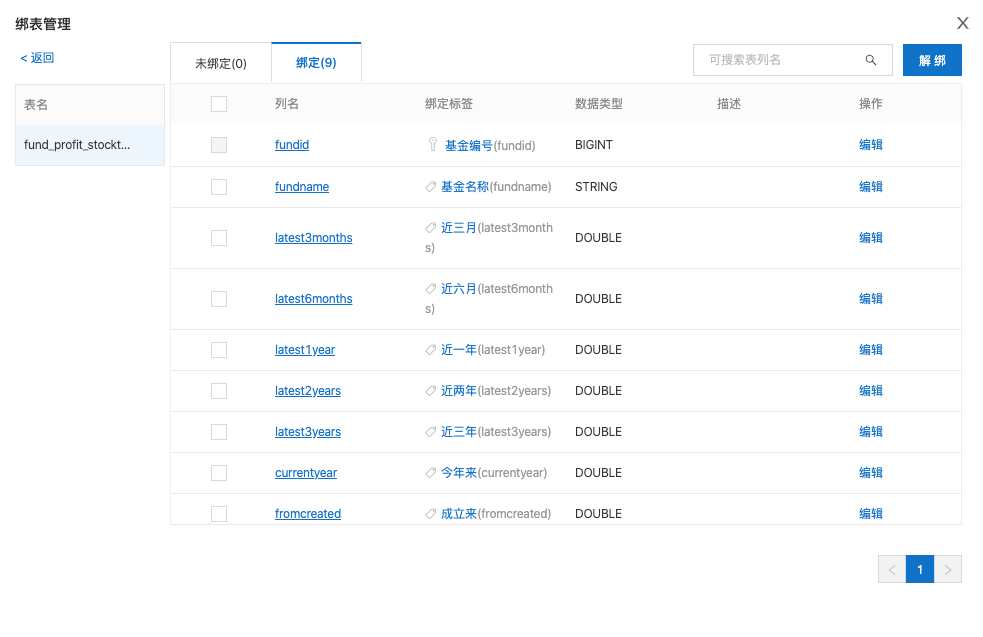 绑表管理
X
< 返回
未绑定(0)
绑定(9)
可搜索表列名
解 绑
表名
fund_profit_stockt...
列名
绑定标签
数据类型
描述
操作
fundid
基金编号(fundid)
BIGINT
编辑
fundname
基金名称(fundname)
STRING
编辑
latest3months
近三月(latest3month
s)
DOUBLE
编辑
latest6months
近六月(latest6month
s)
DOUBLE
编辑
latest1year
近一年(latest1year)
DOUBLE
编辑
latest2years
近两年(latest2years)
DOUBLE
编辑
latest3years
近三年(latest3years)
DOUBLE
编辑
currentyear
今年来(currentyear)
DOUBLE
编辑
fromcreated
成立来(fromcreated)
DOUBLE
编辑
< 1 >